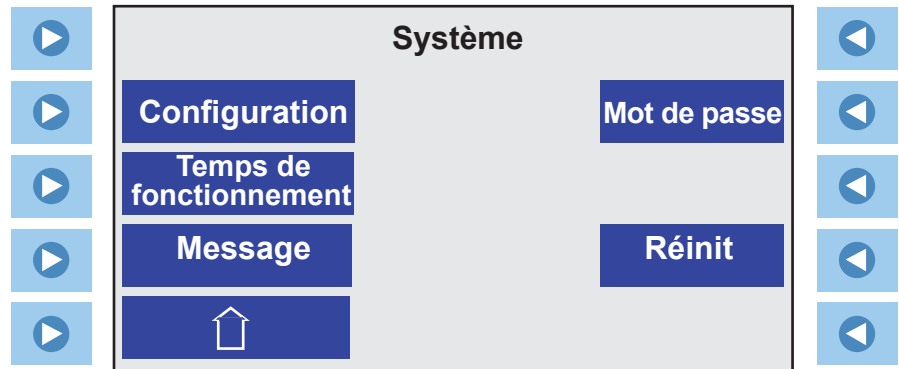 Système
Configuration
Mot de passe
Temps de
fonctionnement
Message
Réinit